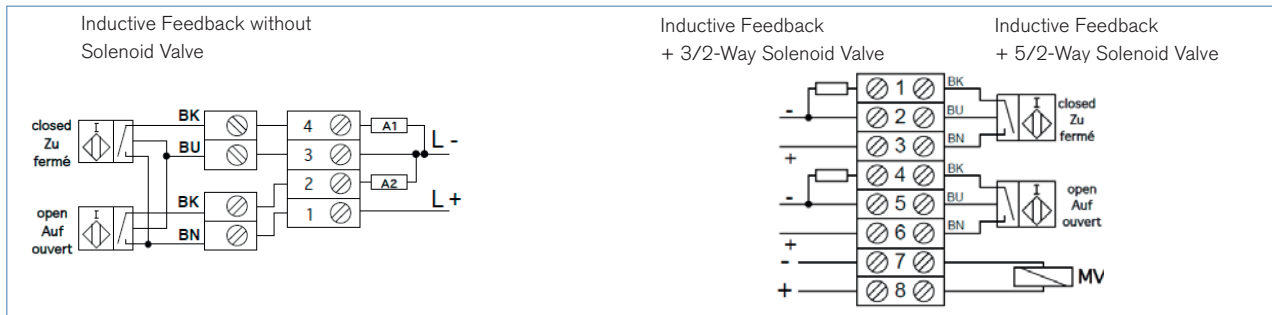 Inductive Feedback without
Solenoid Valve
Inductive Feedback
+ 3/2-Way Solenoid Valve
Inductive Feedback
+ 5/2-Way Solenoid Valve
closed
Zu
fermé
I
BK
BU
4
A1
L -
3
2
A2
L +
1
open
Auf
ouvert
I
BK
BN
1
BK
-
2
BU
+
3
BN
I
closed
Zu
fermé
4
BK
-
5
BU
+
6
BN
I
open
Auf
ouvert
-
7
+
8
MV